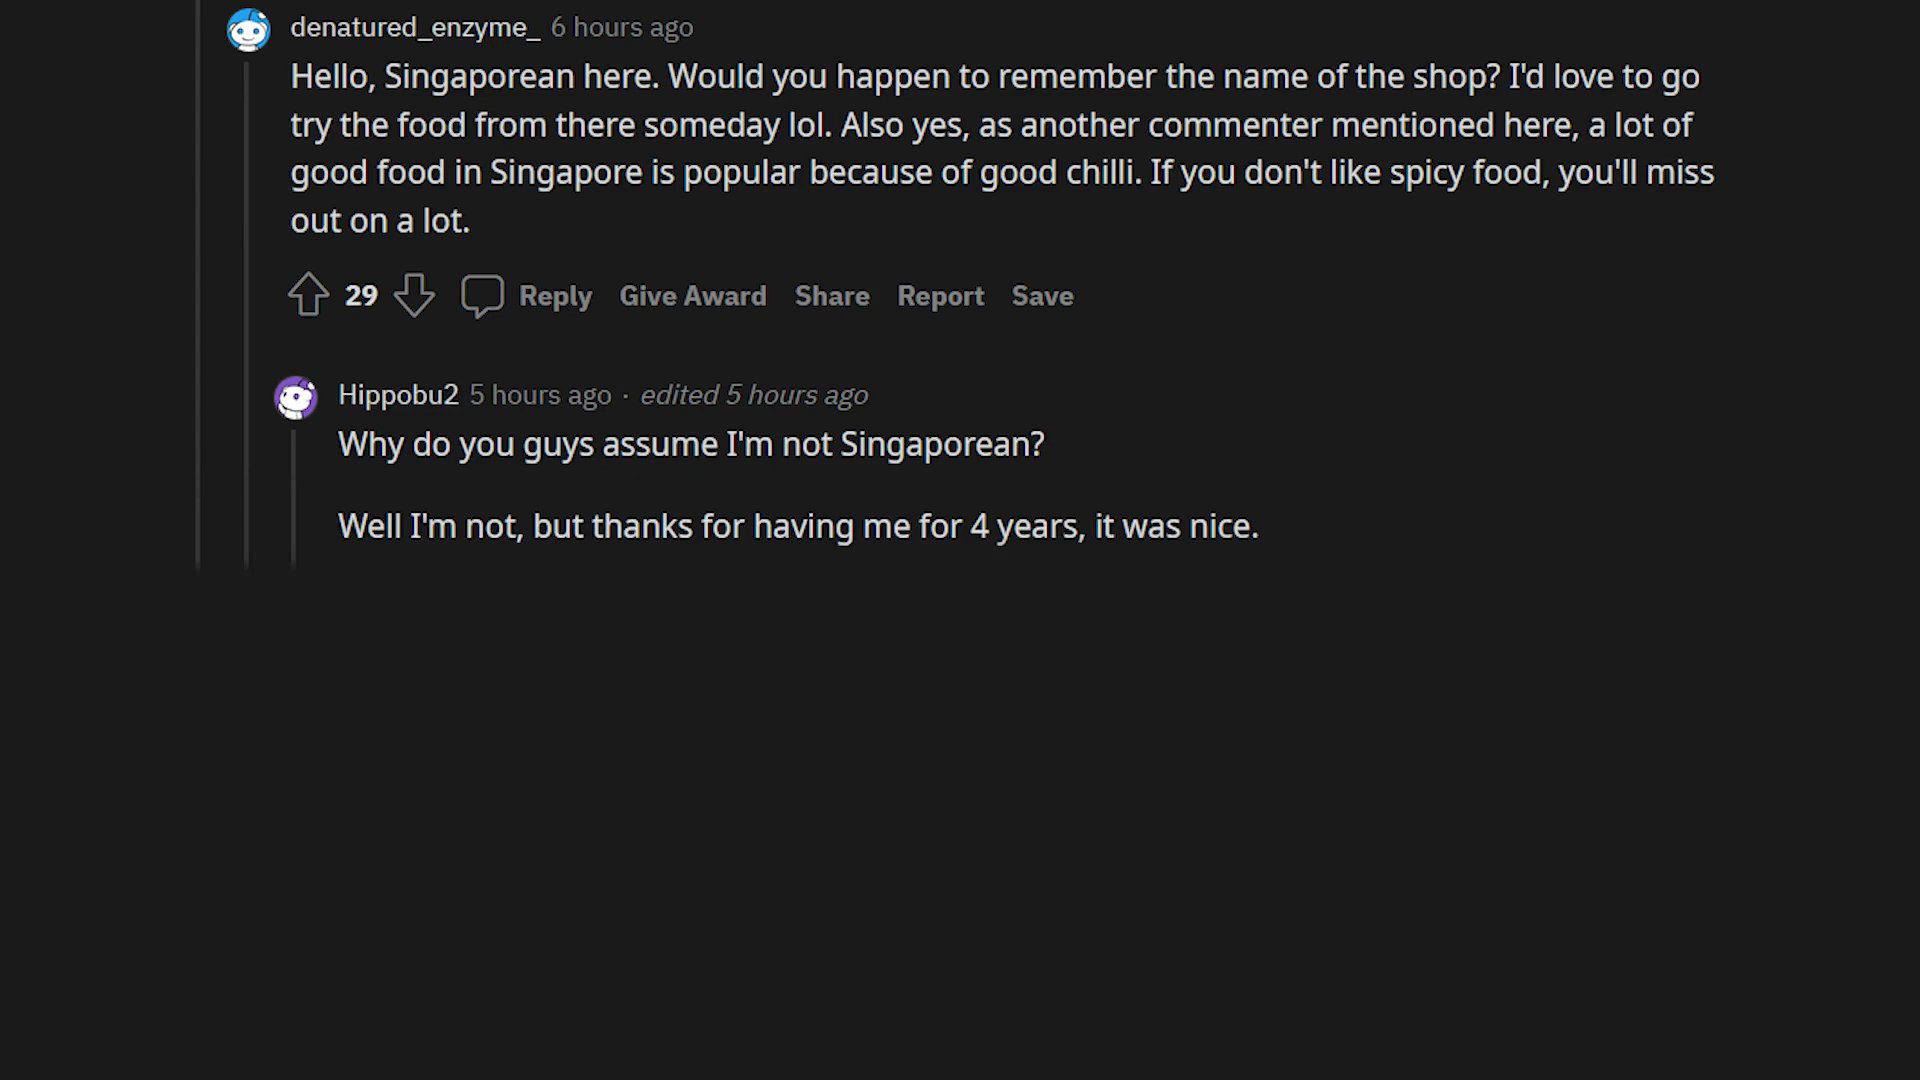 denatured_enzyme_ 6 hours ago
Hello, Singaporean here. Would you happen to remember the name of the shop? I'd love to go
try the food from there someday lol. Also yes, as another commenter mentioned here, a lot of
good food in Singapore is popular because of good chilli. If you don't like spicy food, you'll miss
out on a lot.
29 Reply Give Award Share Report Save
Hippobu2 5 hours ago · edited 5 hours ago
Why do you guys assume I'm not Singaporean?
Well I'm not, but thanks for having me for 4 years, it was nice.